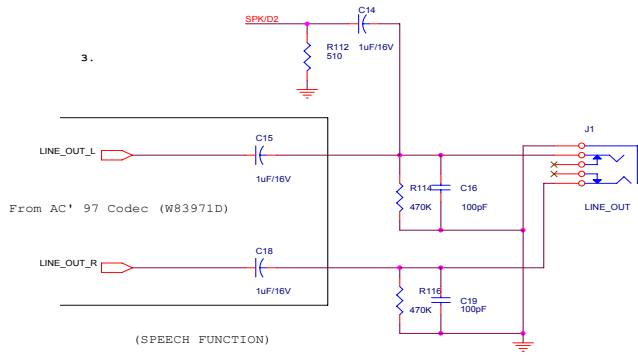 C14
SPK/D2
R112
510
1uF/16V
3.
J1
C15
LINE_OUT_L
1uF/16V
R114
470K
C16
100pF
LINE_OUT
From AC' 97 Codec (W83971D)
C18
LINE_OUT_R
1uF/16V
R116
470K
C19
100pF
(SPEECH FUNCTION)